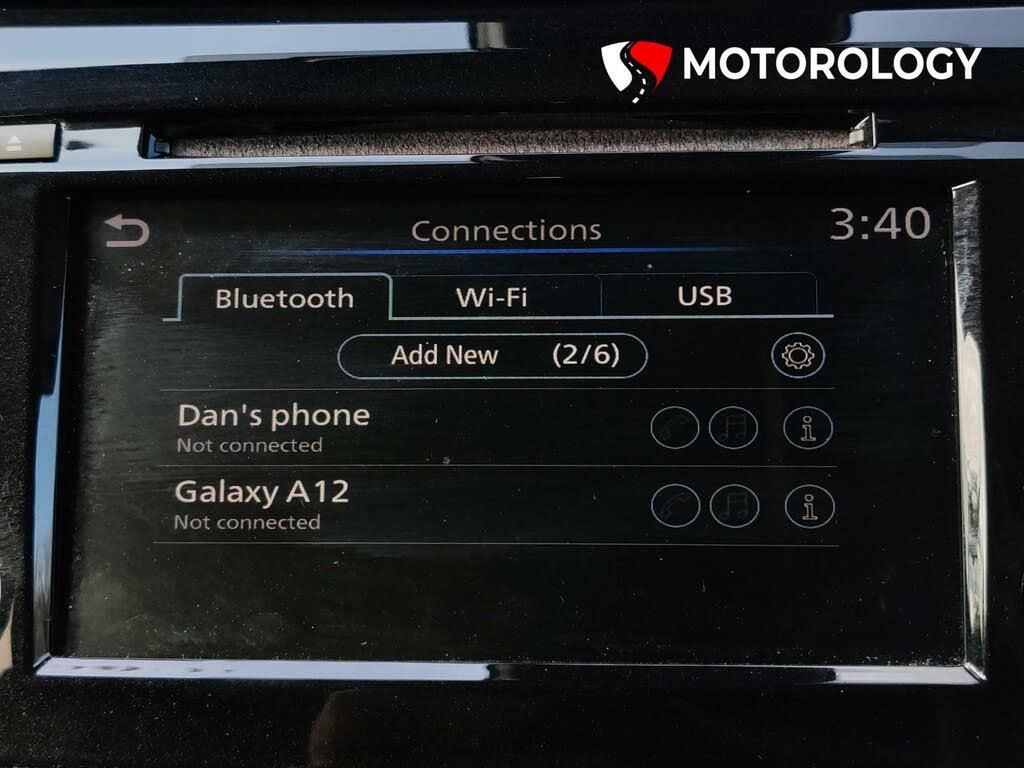 MOTOROLOGY
Connections 3:40
Bluetooth Wi-Fi USB
Add New (2/6)
Dan's phone
Not connected
Galaxy A12
Not connected